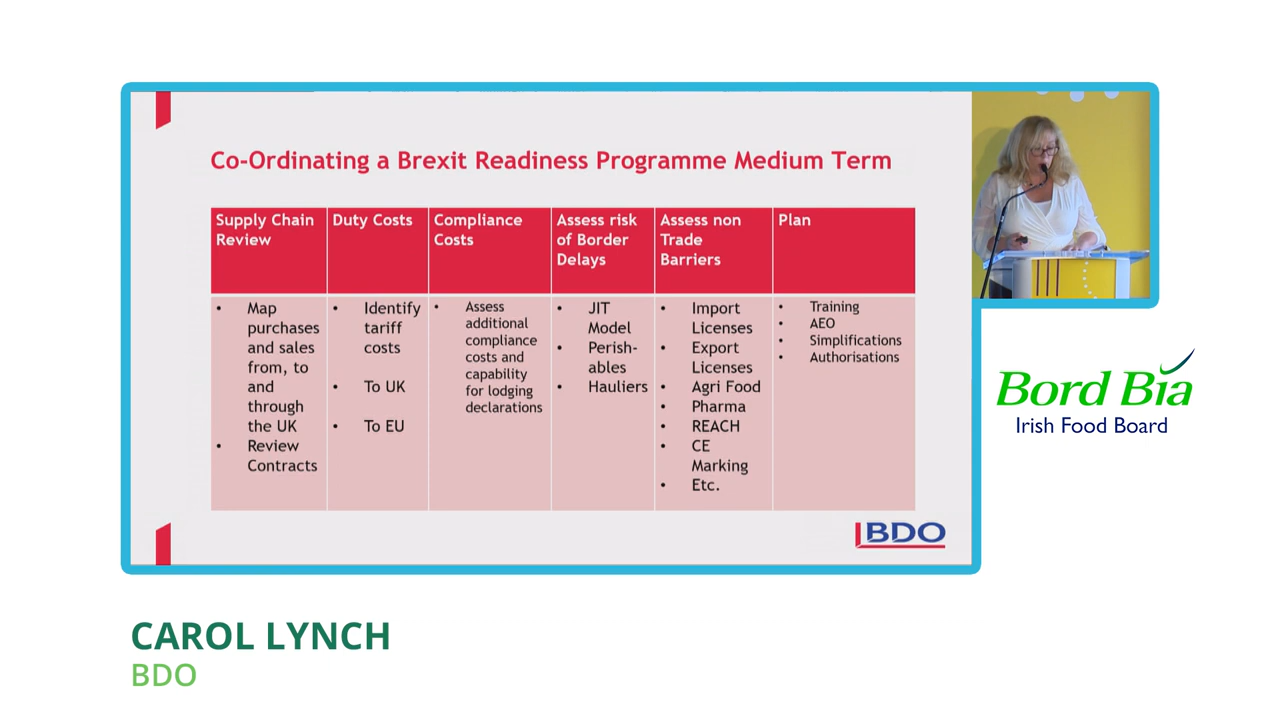 Co-Ordinating a Brexit Readiness Programme Medium Term
Supply Chain
Review
Duty Costs
Compliance
Costs
Assess risk
of Border
Delays
Assess non
Trade
Barriers
Plan
• Map
purchases
and sales
from, to
and
through
the UK
• Review
Contracts
• Identify
tariff
costs
• To UK
• To EU
• Assess
additional
compliance
costs and
capability
for lodging
declarations
• JIT
Model
• Perish-
ables
• Hauliers
• Import
Licenses
• Export
Licenses
• Agri Food
• Pharma
• REACH
• CE
Marking
• Etc.
• Training
• AEO
• Simplifications
• Authorisations
BDO
Bord Bia
Irish Food Board
CAROL LYNCH
BDO